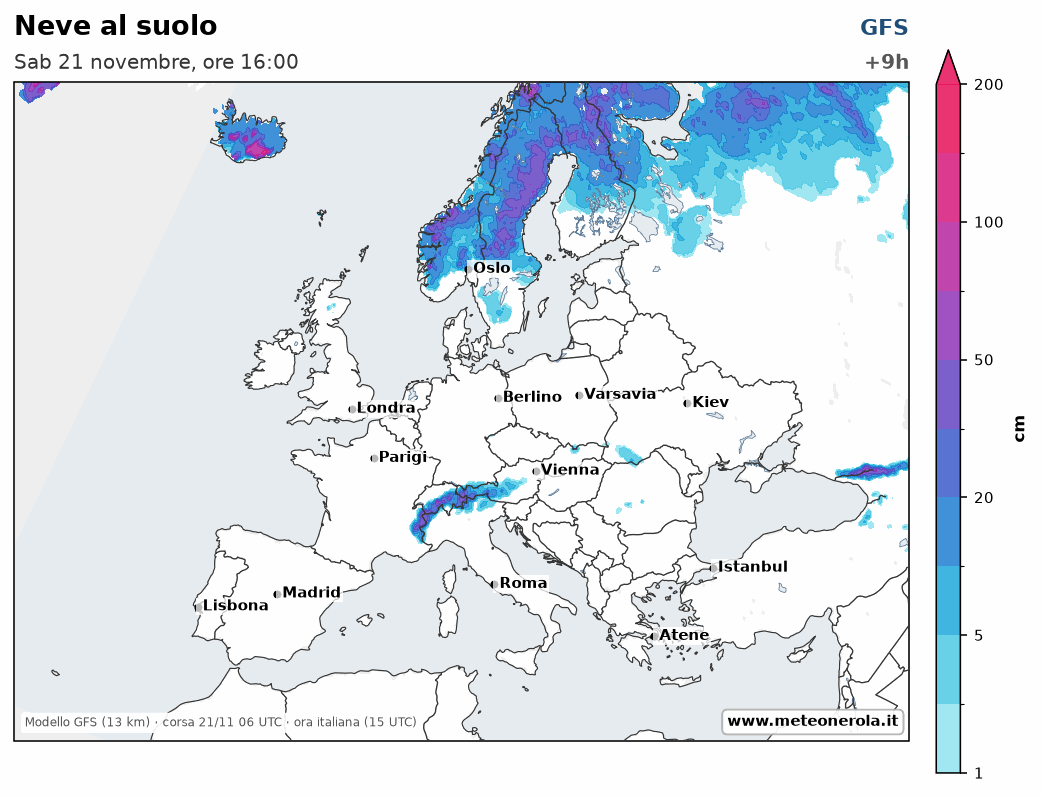 Neve al suolo
GFS
Sab 21 novembre, ore 16:00
+9h
200
100
50
20
5
1
cm
Oslo
Londra
Berlino
Varsavia
Kiev
Parigi
Vienna
Istanbul
Roma
Madrid
Lisbona
Atene
Modello GFS (13 km) · corsa 21/11 06 UTC · ora italiana (15 UTC)
www.meteonerola.it